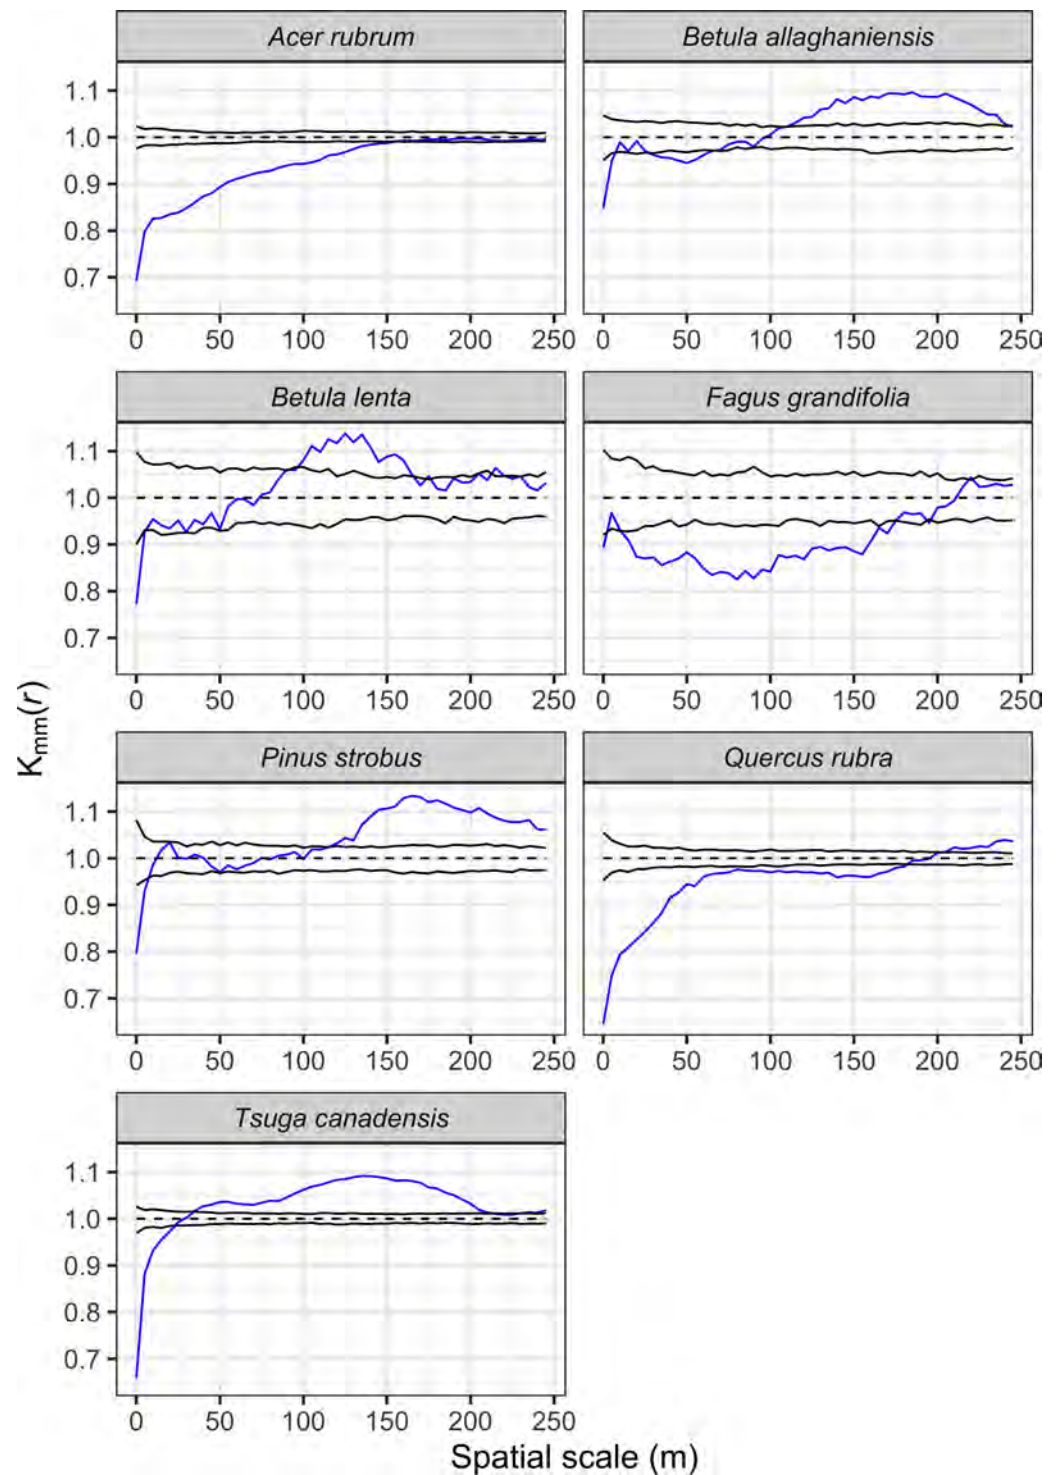 Acer rubrum
Betula allaghaniensis
1.1
1.0
0.9
0.8
0.7
0 50 100 150 200 250
0 50 100 150 200 250
Betula lenta
Fagus grandifolia
1.1
1.0
0.9
0.8
0.7
0 50 100 150 200 250
0 50 100 150 200 250
Kmm(r)
Pinus strobus
Quercus rubra
1.1
1.0
0.9
0.8
0.7
0 50 100 150 200 250
0 50 100 150 200 250
Tsuga canadensis
1.1
1.0
0.9
0.8
0.7
0 50 100 150 200 250
Spatial scale (m)